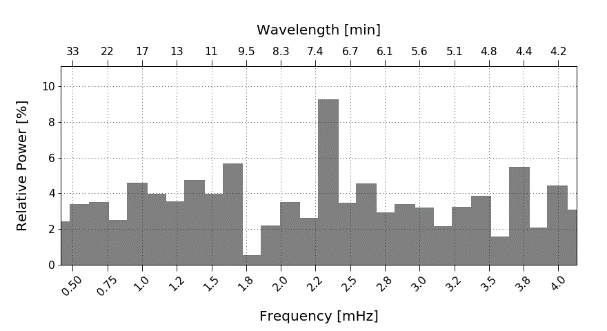 Wavelength [min]
33 22 17 13 11 9.5 8.3 7.4 6.7 6.1 5.6 5.1 4.8 4.4 4.2
Relative Power [%]
10
8
6
4
2
0
0.50 0.75 1.0 1.2 1.5 1.8 2.0 2.2 2.5 2.8 3.0 3.2 3.5 3.8 4.0
Frequency [mHz]